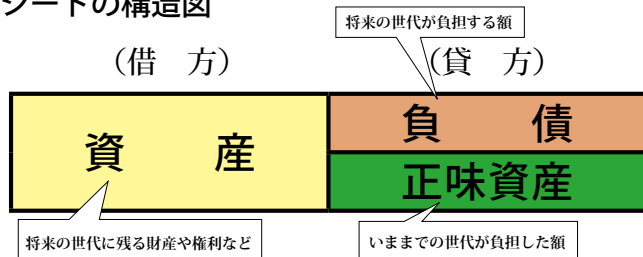 シートの構造図
将来の世代が負担する額
（借　方）
（貸　方）
資　産
負　債
正味資産
将来の世代に残る財産や権利など
いままでの世代が負担した額